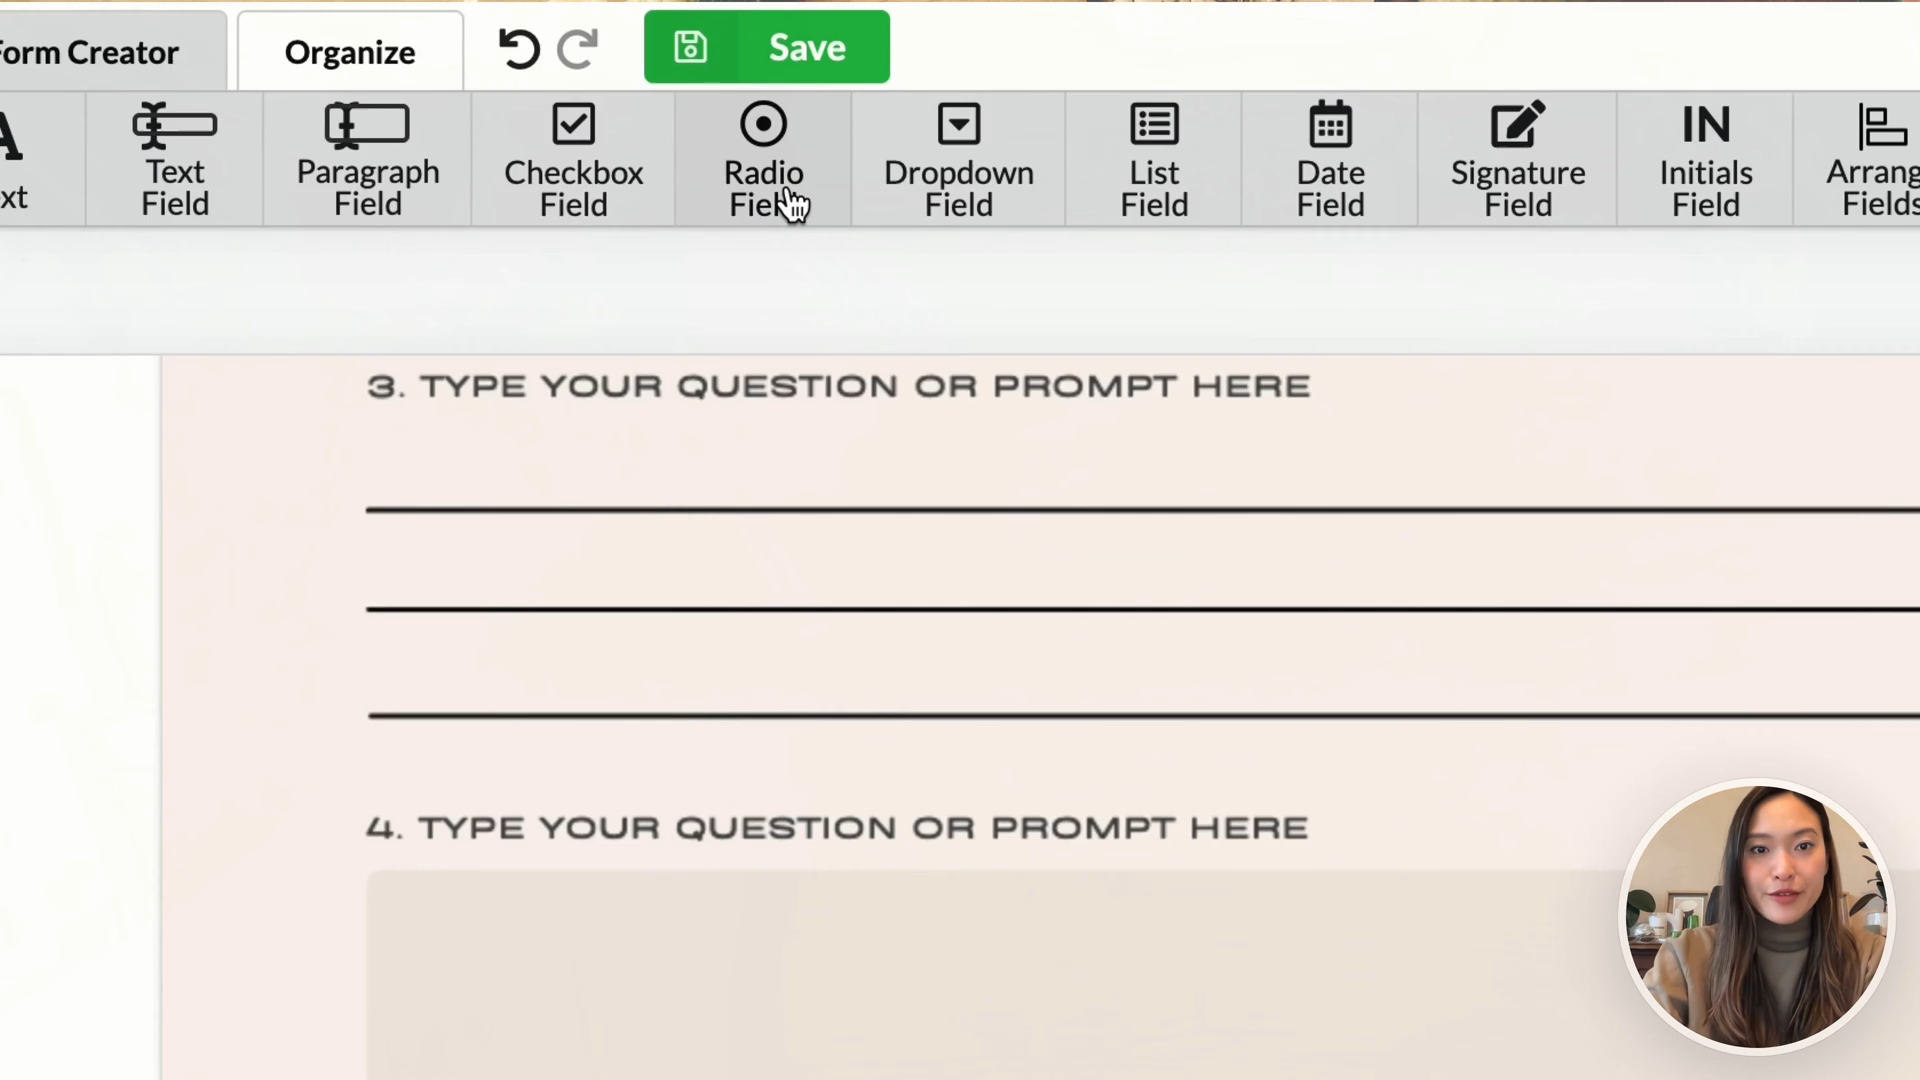 Form Creator
Organize
Save
Text
Field
Paragraph
Field
Checkbox
Field
Radio
Field
Dropdown
Field
List
Field
Date
Field
Signature
Field
IN
Initials
Field
Arrang
Fields
xt
3. TYPE YOUR QUESTION OR PROMPT HERE
4. TYPE YOUR QUESTION OR PROMPT HERE